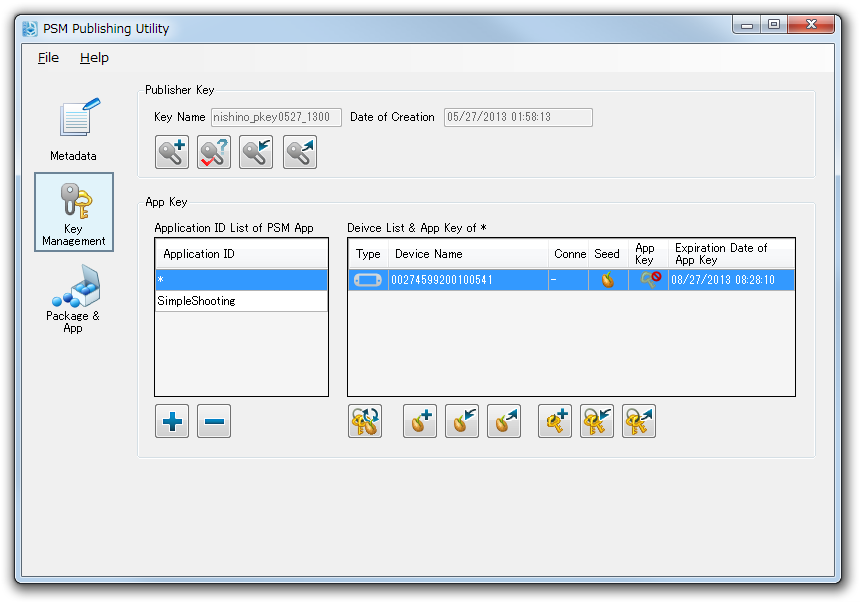 PSM Publishing Utility
File Help
Metadata
Key
Management
Package &
App
Publisher Key
Key Name nishino_pkey0527_1300 Date of Creation 05/27/2013 01:58:13
App Key
Application ID List of PSM App
Application ID
*
SimpleShooting
Deivce List & App Key of *
Type Device Name Conne Seed App Key Expiration Date of App Key
00274599200100541 - 08/27/2013 08:28:10